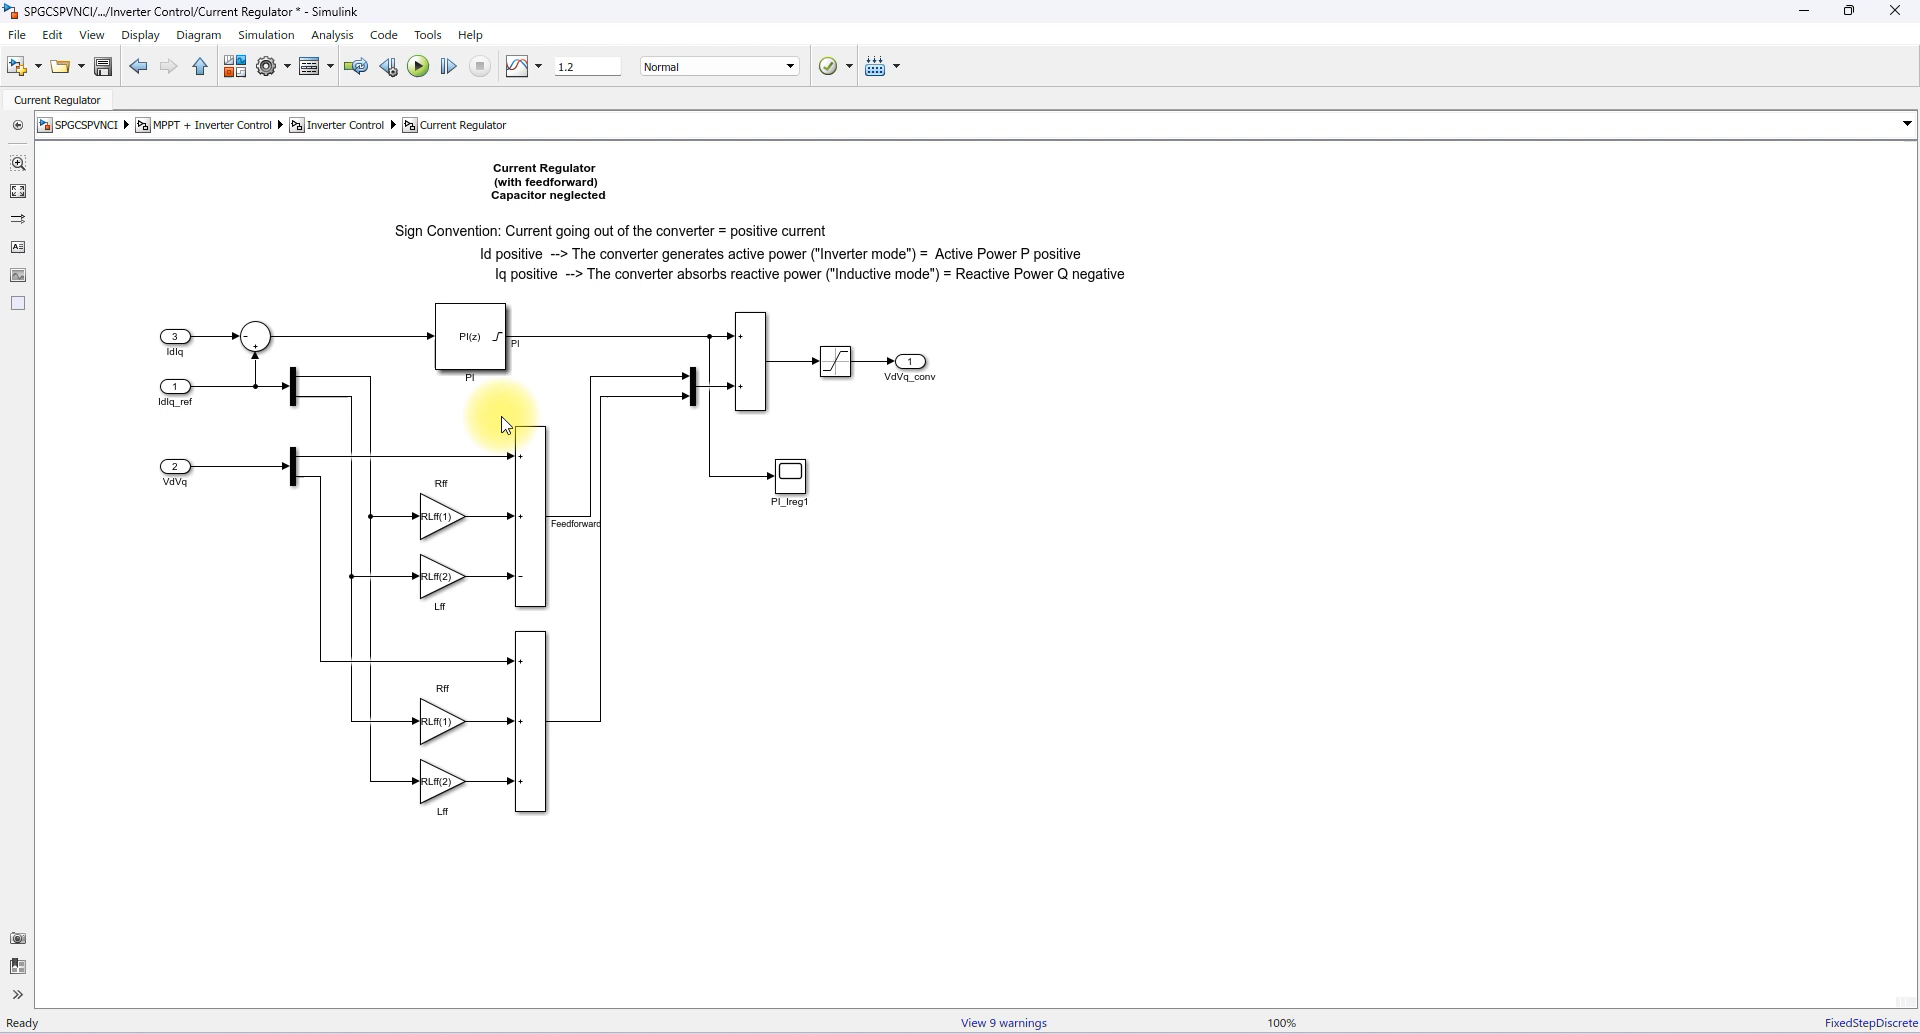 SPGCSPVNCI/.../Inverter Control/Current Regulator * - Simulink
File Edit View Display Diagram Simulation Analysis Code Tools Help
1.2 Normal
Current Regulator
SPGCSPVNCI MPPT + Inverter Control Inverter Control Current Regulator
Current Regulator
(with feedforward)
Capacitor neglected
Sign Convention: Current going out of the converter = positive current
Id positive --> The converter generates active power ("Inverter mode") = Active Power P positive
Iq positive --> The converter absorbs reactive power ("Inductive mode") = Reactive Power Q negative
3
IdIq
PI(z)
PI
PI
1
IdIq_ref
1
VdVq_conv
2
VdVq
Rff
RLff(1)
Feedforward
PI_Ireg1
RLff(2)
Lff
Rff
RLff(1)
RLff(2)
Lff
Ready View 9 warnings 100% FixedStepDiscrete